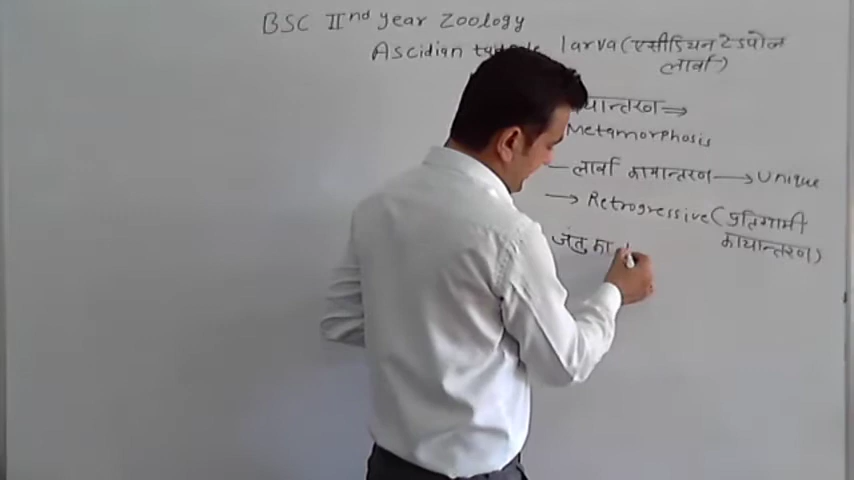 BSC IInd year Zoology
Ascidian larva (एसीडियन टेडपोल
लार्वा)
Metamorphosis
— लार्वा कायान्तरण → Unique
→ Retrogressive (प्रतिगामी
कायान्तरण)
जंतु का